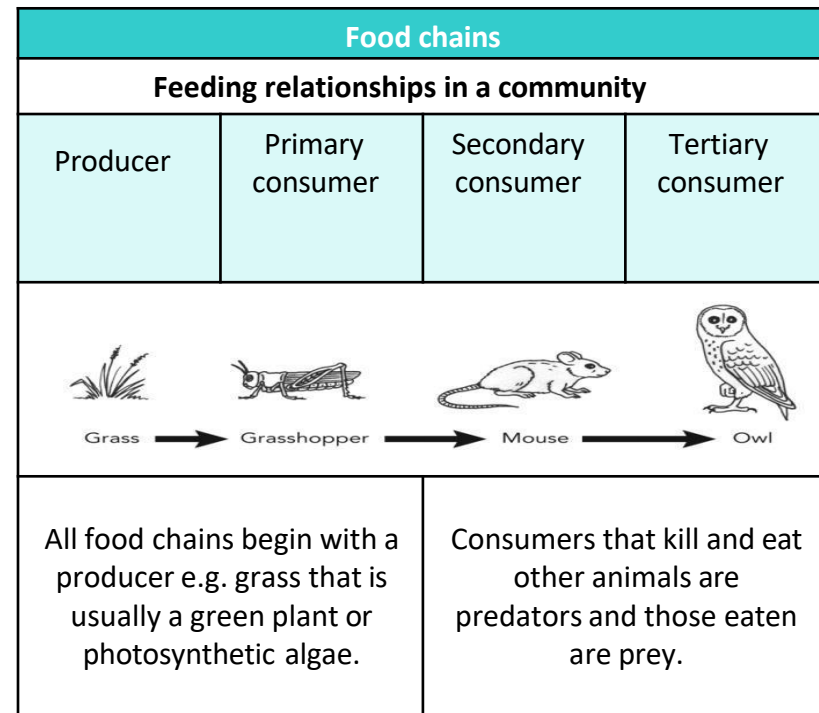 Food chains
Feeding relationships in a community
Producer
Primary
consumer
Secondary
consumer
Tertiary
consumer
Grass
Grasshopper
Mouse
Owl
All food chains begin with a
producer e.g. grass that is
usually a green plant or
photosynthetic algae.
Consumers that kill and eat
other animals are
predators and those eaten
are prey.